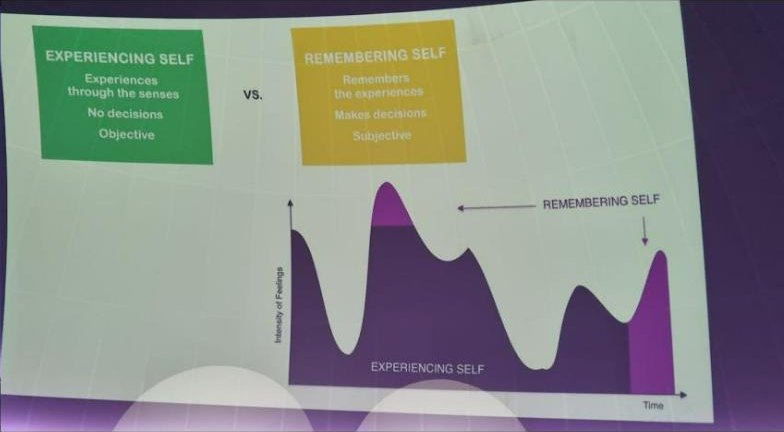 EXPERIENCING SELF
Experiences
through the senses
No decisions
Objective
VS.
REMEMBERING SELF
Remembers
the experiences
Makes decisions
Subjective
REMEMBERING SELF
Intensity of Feelings
EXPERIENCING SELF
Time